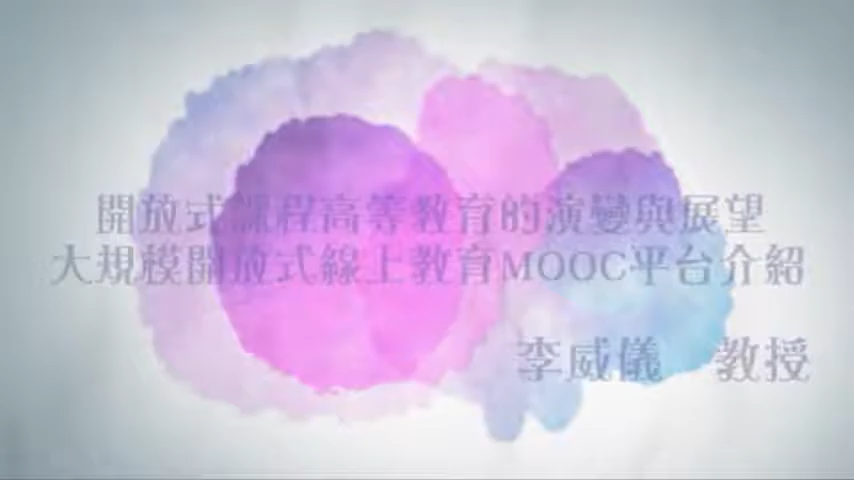 開放式課程高等教育的演變與展望
大規模開放式線上教育MOOC平台介紹
李威儀 教授